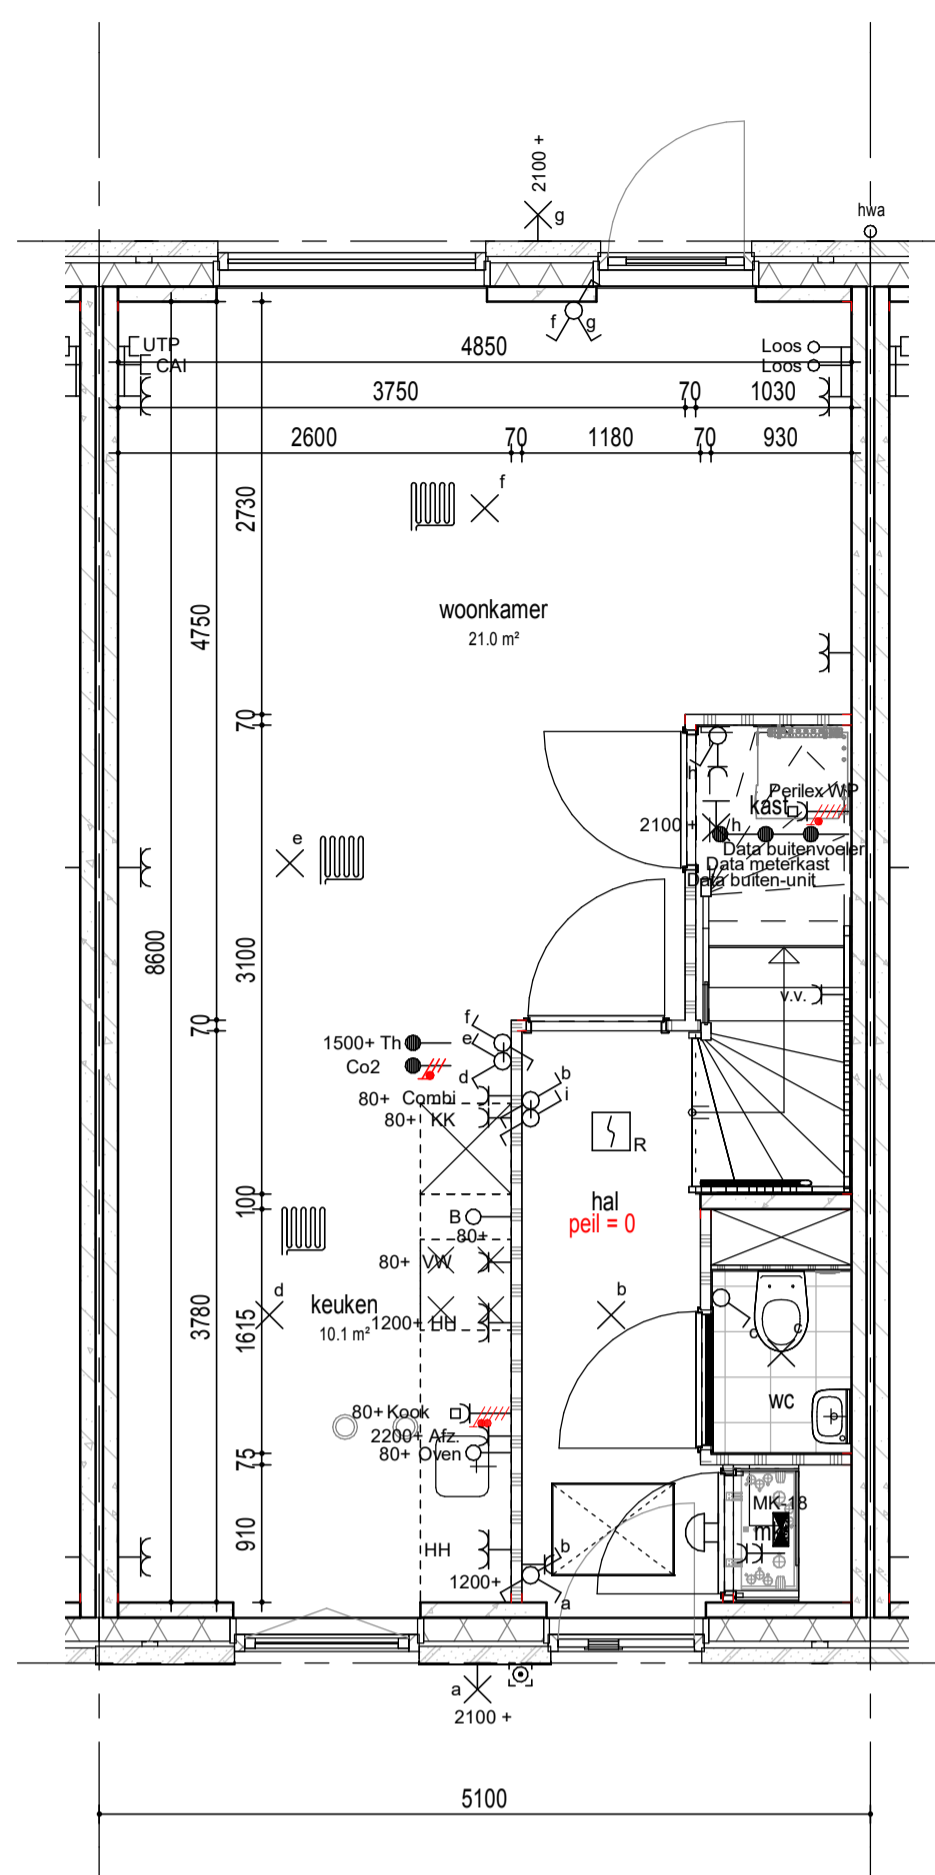 2100 +
g
hwa
f
g
UTP
CAI
4850
Loos
Loos
3750
70
1030
2600
70
1180
70
930
f
2730
woonkamer
21.0 m²
4750
70
h
Perilex WP
kast
2100 +
h
Data buitenvoeler
Data meterkast
Data buiten-unit
e
8600
3100
v.v.
70
f
1500+ Th
e
Co2
d
b
80+ Combi
i
80+ KK
R
100
hal
peil = 0
B
80+
80+ VW
d
keuken
10.1 m²
1200+ HH
b
c
c
3780
1615
wc
80+ Kook
2200+ Afz.
80+ Oven
75
MK-18
mk
910
HH
b
1200+
a
a
2100 +
5100